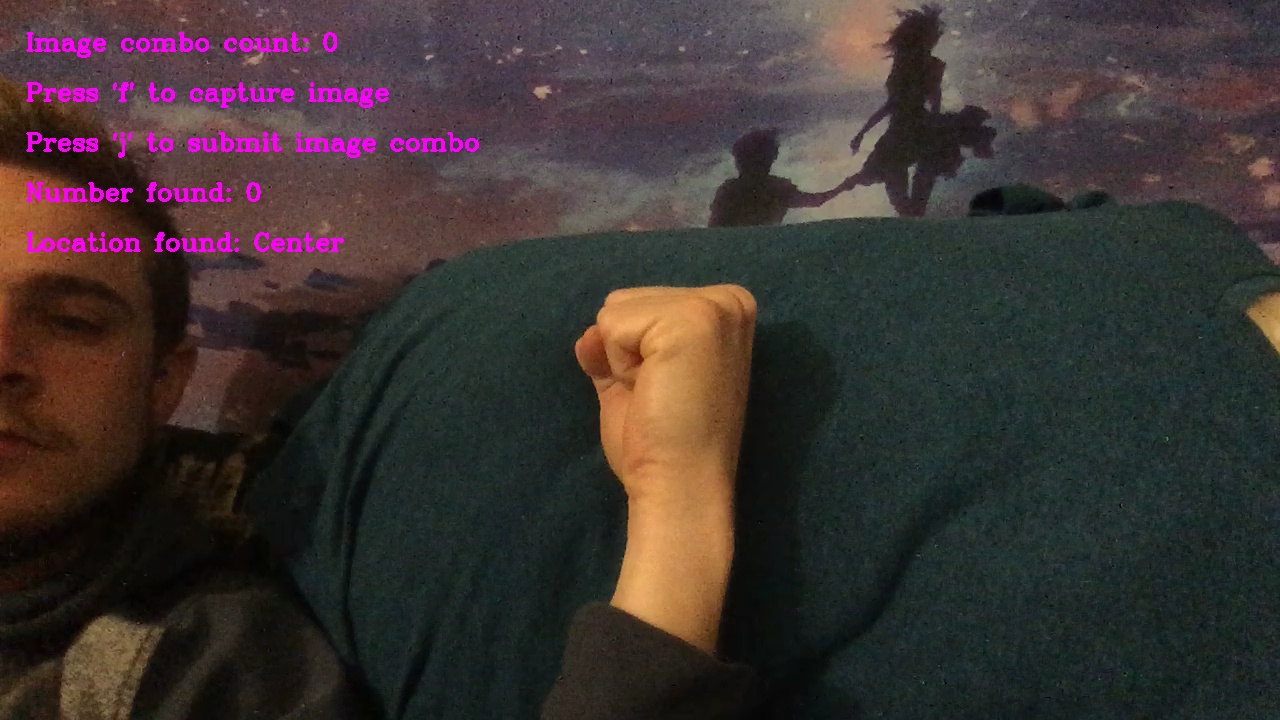 Image combo count: 0
Press 'f' to capture image
Press 'j' to submit image combo
Number found: 0
Location found: Center